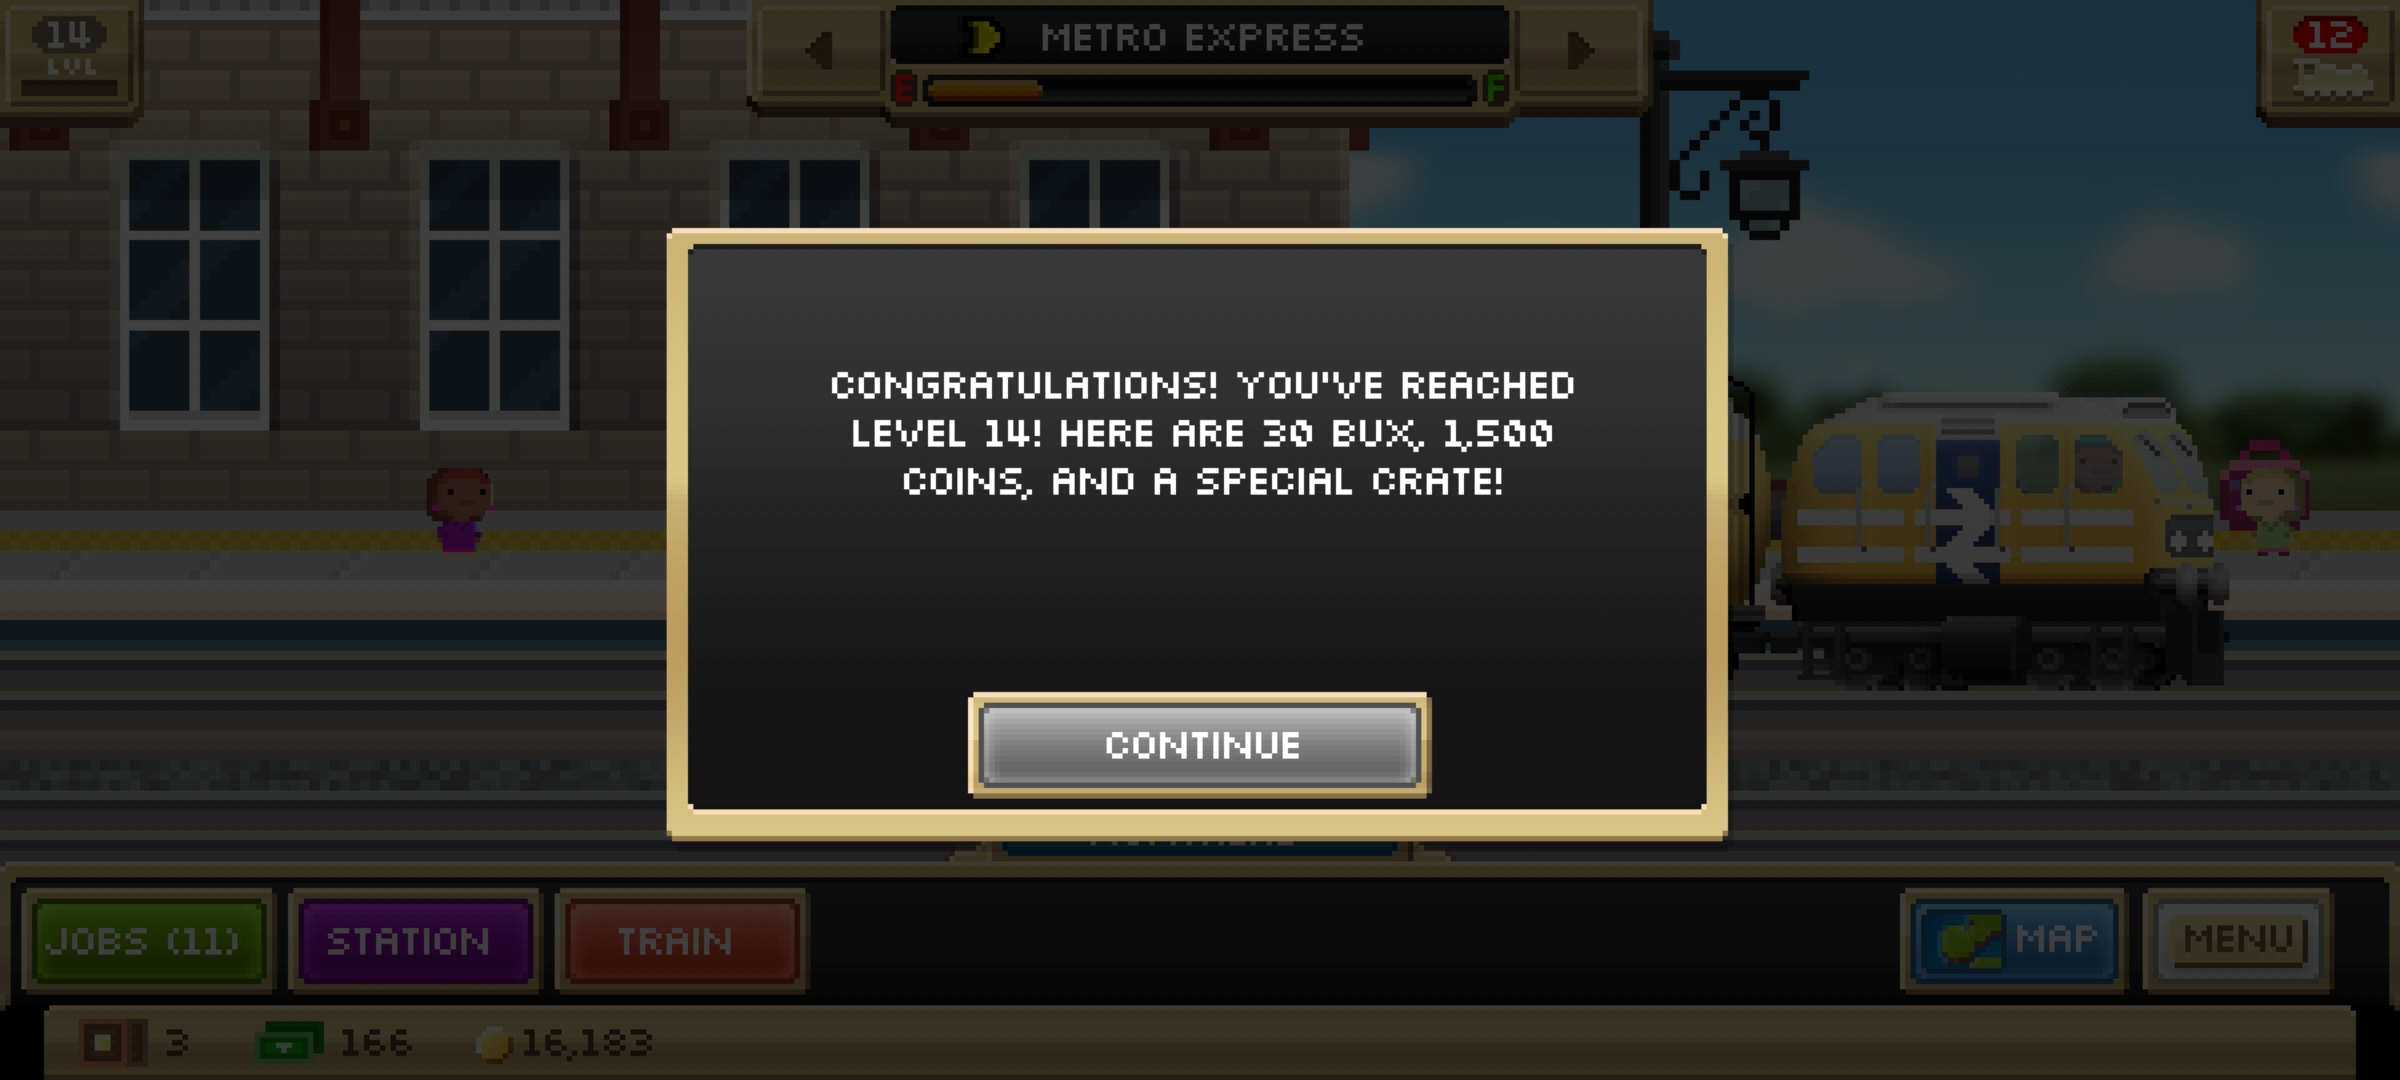 14
LVL
METRO EXPRESS
E F
12
CONGRATULATIONS! YOU'VE REACHED
LEVEL 14! HERE ARE 30 BUX, 1,500
COINS, AND A SPECIAL CRATE!
CONTINUE
JOBS (11) STATION TRAIN MAP MENU
3 166 16,183